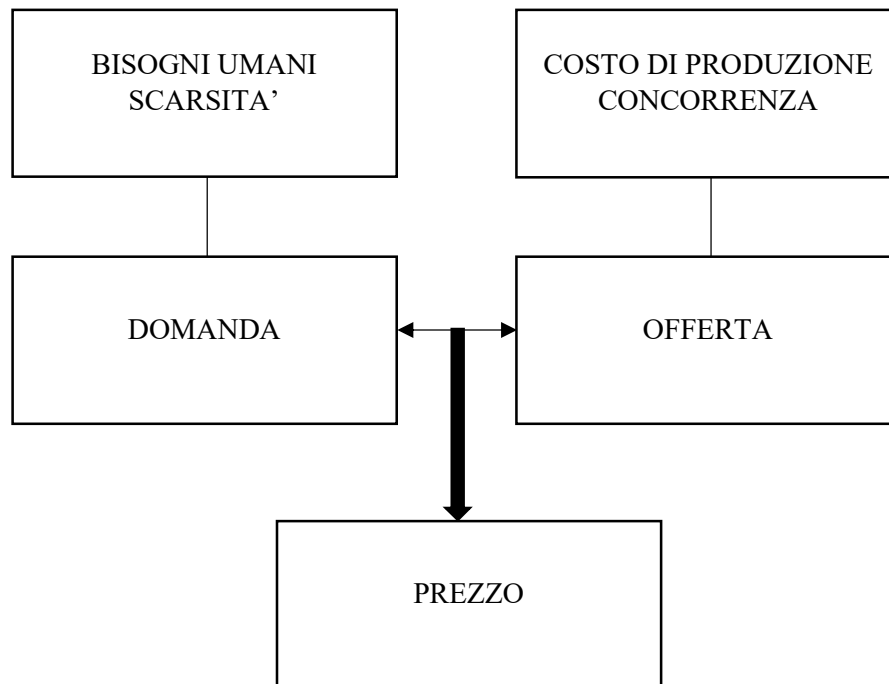 BISOGNI UMANI
SCARSITA’
COSTO DI PRODUZIONE
CONCORRENZA
DOMANDA
OFFERTA
PREZZO